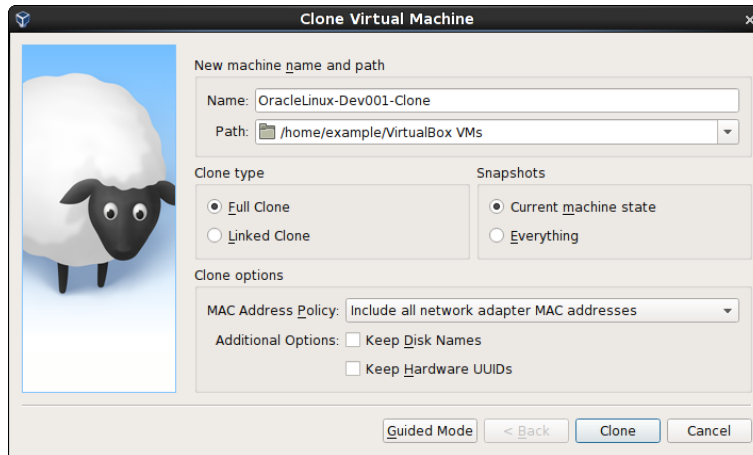 Clone Virtual Machine
New machine name and path
Name: OracleLinux-Dev001-Clone
Path: /home/example/VirtualBox VMs
Clone type
Full Clone
Linked Clone
Snapshots
Current machine state
Everything
Clone options
MAC Address Policy: Include all network adapter MAC addresses
Additional Options: Keep Disk Names
Keep Hardware UUIDs
Guided Mode < Back Clone Cancel